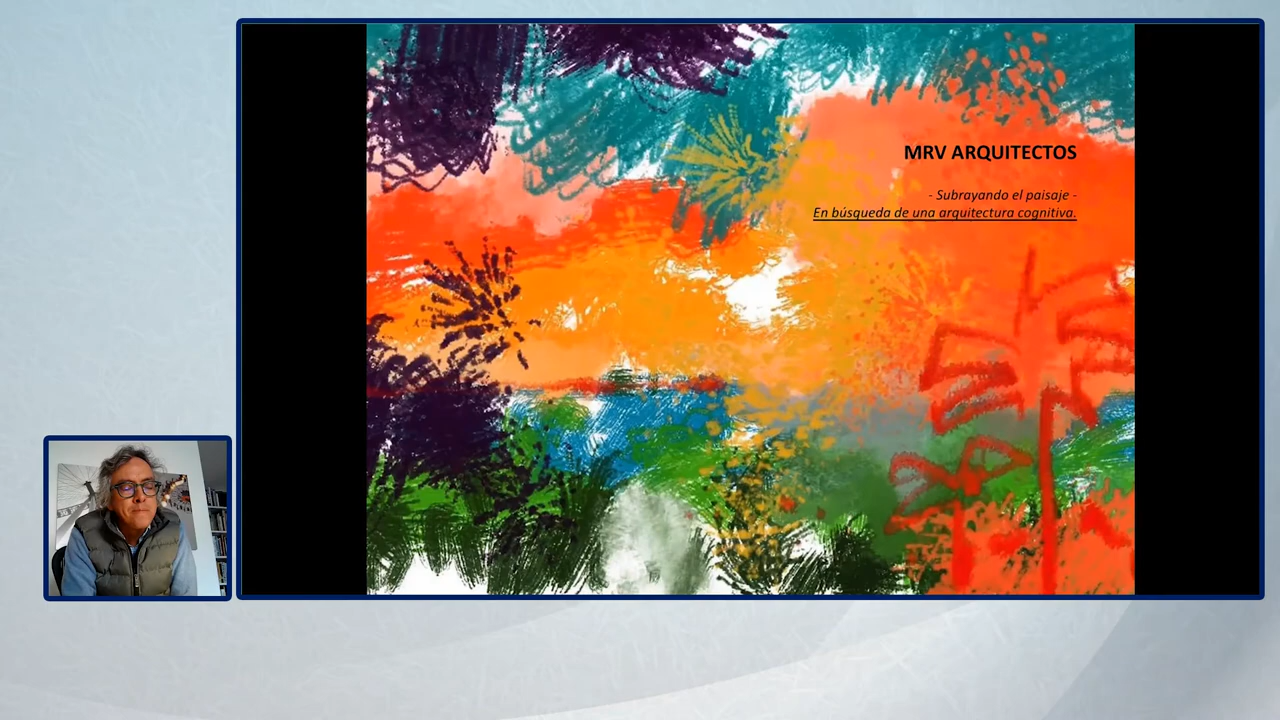 MRV ARQUITECTOS
- Subrayando el paisaje -
En búsqueda de una arquitectura cognitiva.